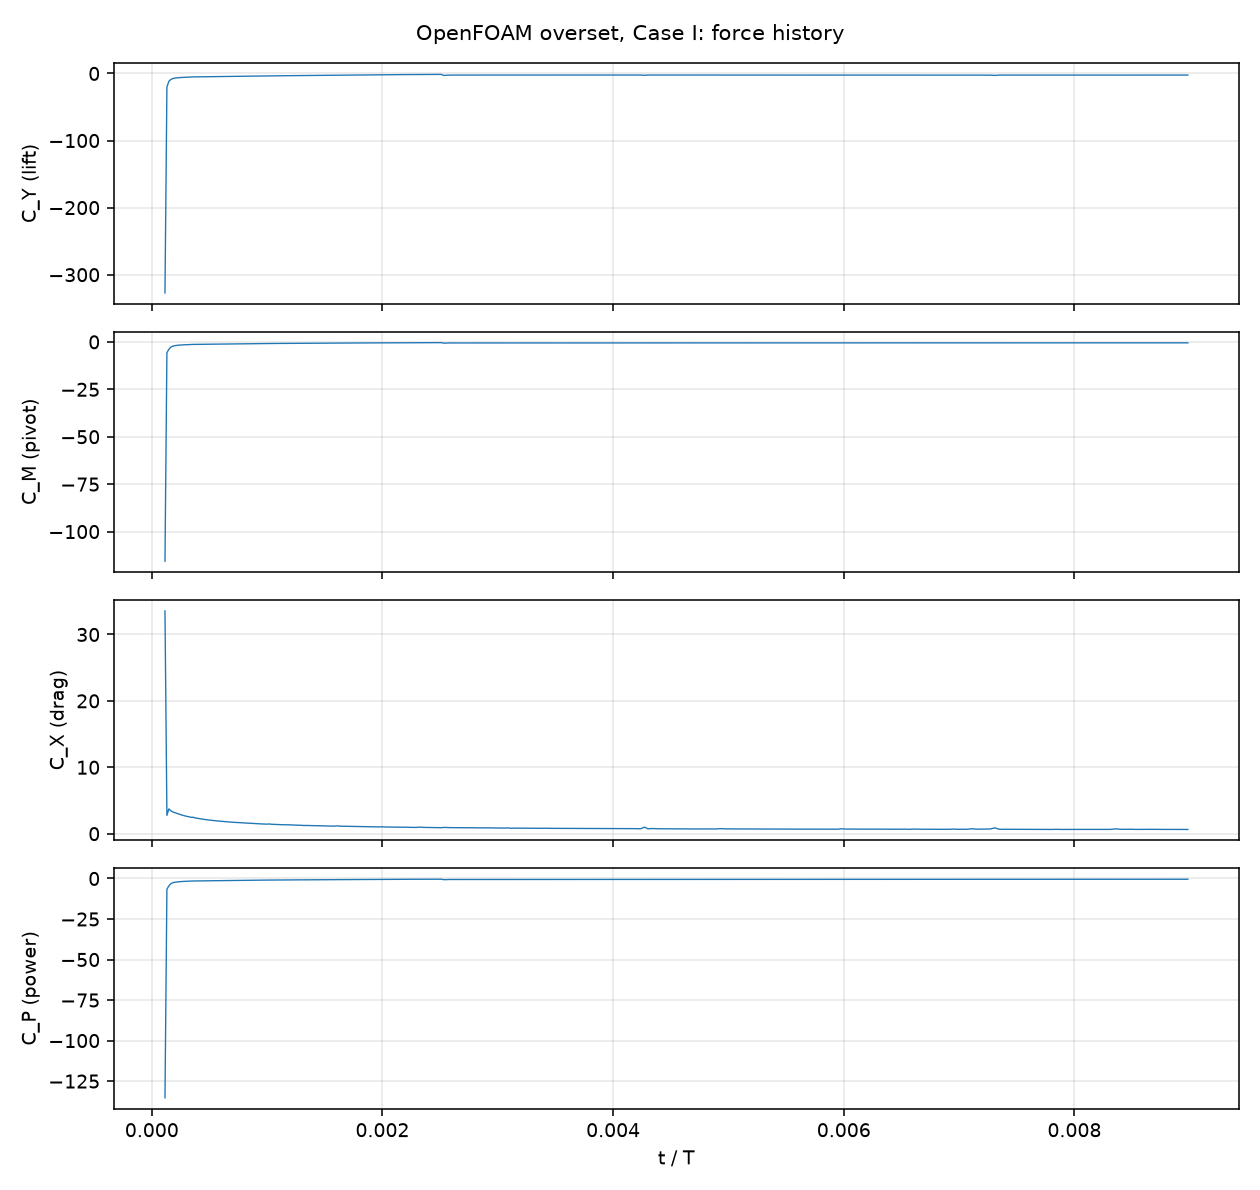 OpenFOAM overset, Case I: force history
0
−100
−200
−300
C_Y (lift)
0
−25
−50
−75
−100
C_M (pivot)
30
20
10
0
C_X (drag)
0
−25
−50
−75
−100
−125
C_P (power)
0.000 0.002 0.004 0.006 0.008
t / T